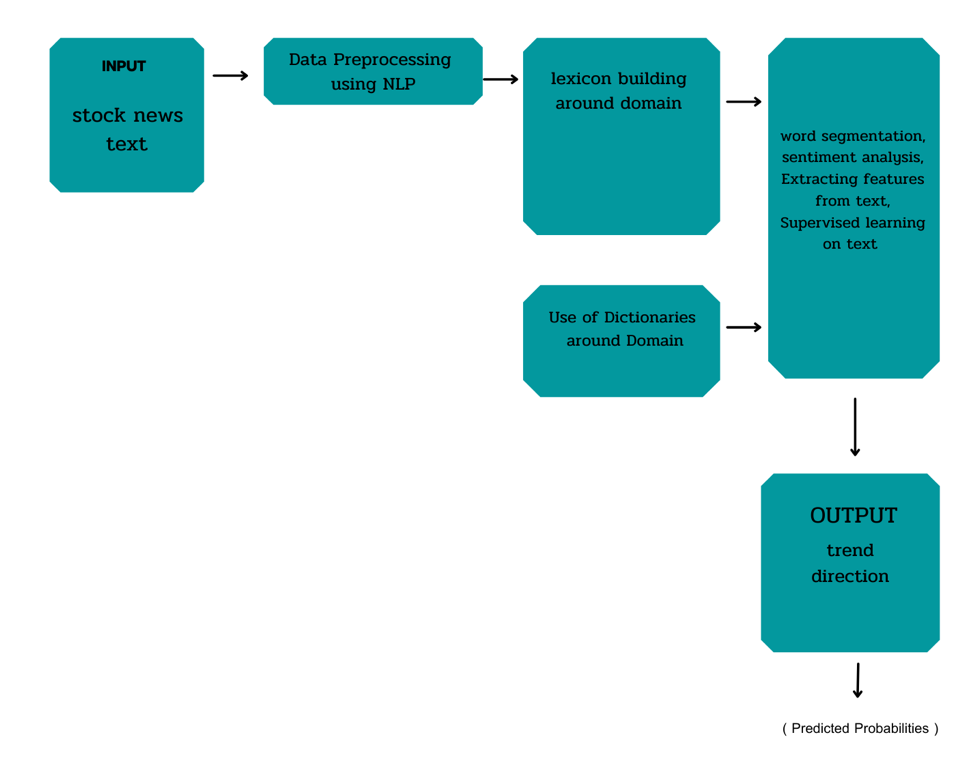 INPUT
stock news
text
Data Preprocessing
using NLP
lexicon building
around domain
word segmentation,
sentiment analysis,
Extracting features
from text,
Supervised learning
on text
Use of Dictionaries
around Domain
OUTPUT
trend
direction
( Predicted Probabilities )